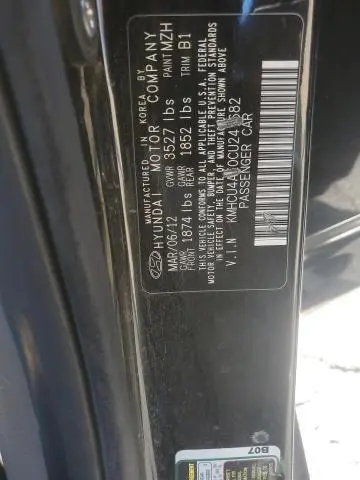 MANUFACTURED IN KOREA BY
HYUNDAI MOTOR COMPANY
MAR/06/12 GVWR 3527 lbs PAINT MZH
GAWR FRONT 1874 lbs GAWR REAR 1852 lbs TRIM B1
THIS VEHICLE CONFORMS TO ALL U.S. FEDERAL
MOTOR VEHICLE SAFETY, BUMPER, AND THEFT PREVENTION STANDARDS
IN EFFECT ON THE DATE OF MANUFACTURE SHOWN ABOVE
V.I.N
PASSENGER CAR
B07